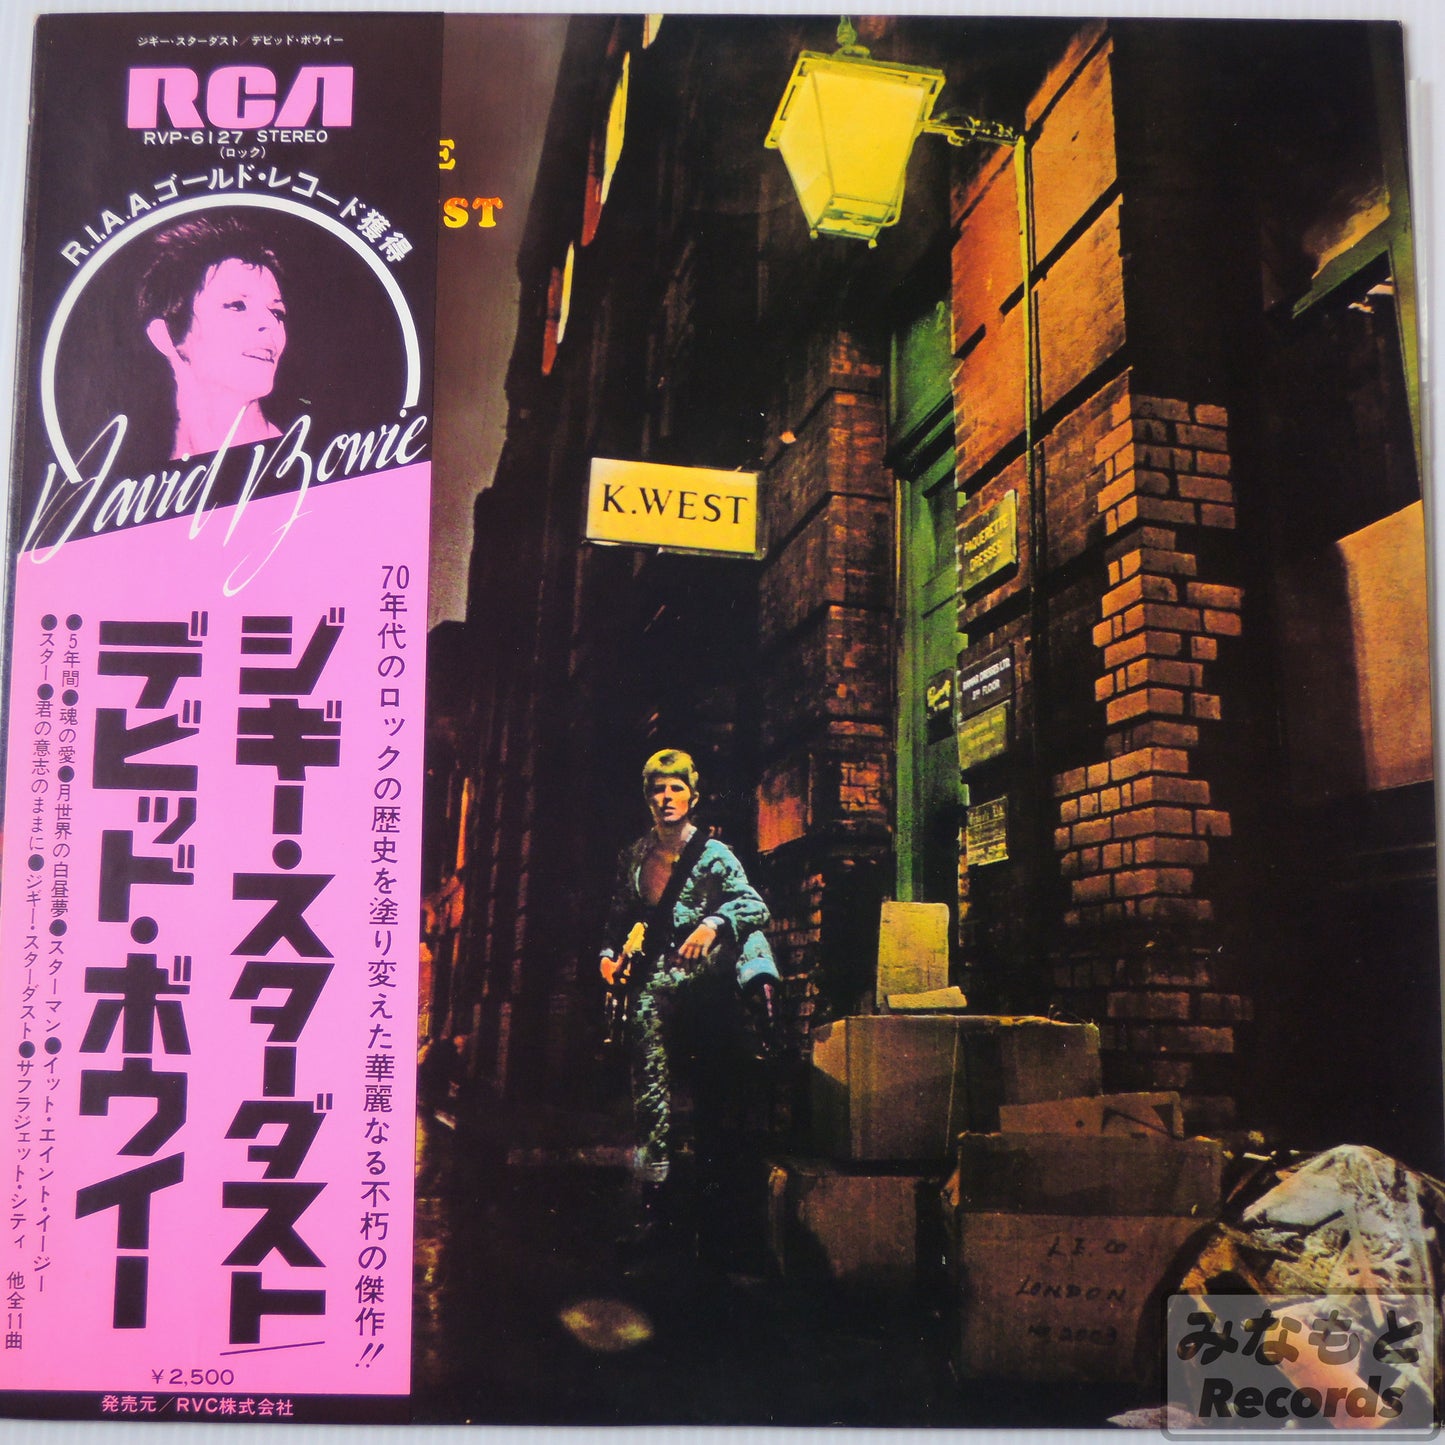 ジギー・スターダスト／デビッド・ボウイー
RCA
RVP-6127 STEREO
(ロック)
R.I.A.A.ゴールド・レコード獲得
David Bowie
70年代のロックの歴史を塗り変えた華麗なる不朽の傑作!!
ジギー・スターダスト／
デビッド・ボウイー
●5年間●魂の愛●月世界の白昼夢●スターマン●イット・エイント・イージー
●スター●君の意志のままに●ジギー・スターダスト●サフラジェット・シティ 他全11曲
¥2,500
発売元／RVC株式会社
E
ST
K.WEST
PAQUERETTE
DRESSES
2ND FLOOR
L.I. CO
LONDON
みなもと
Records